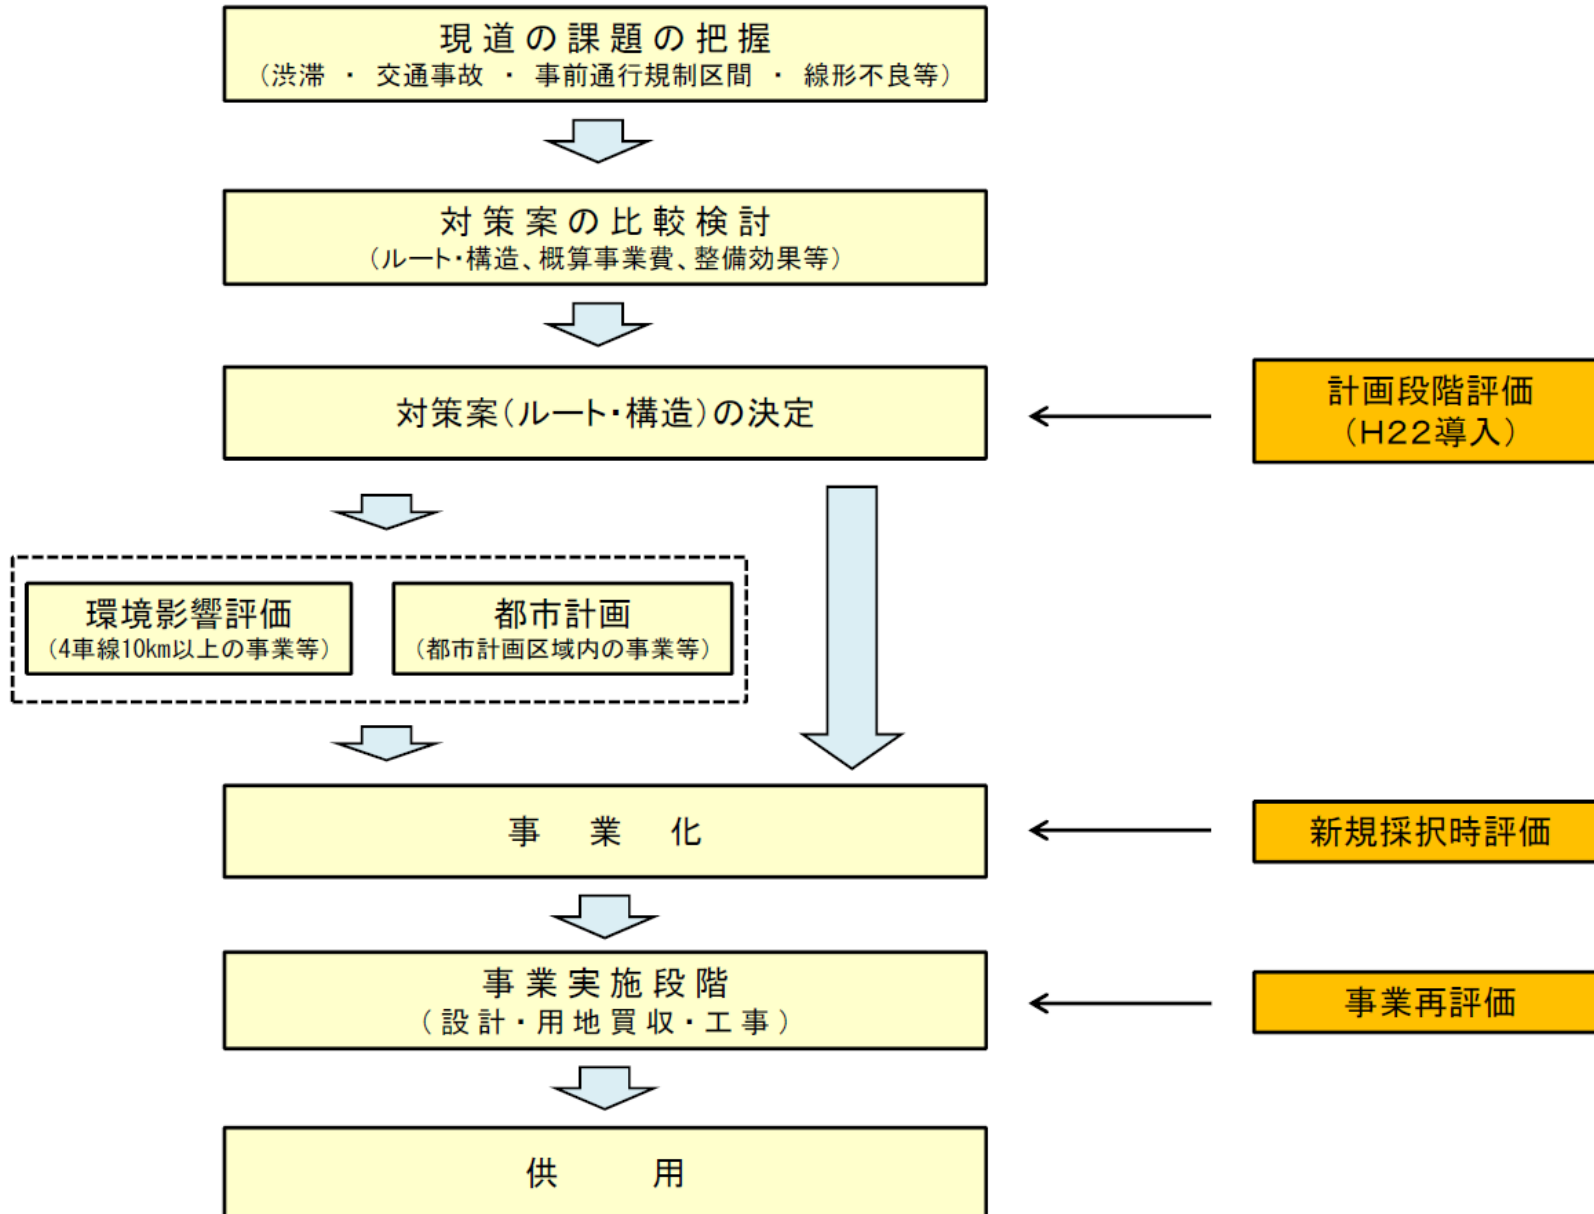 現道の課題の把握
（渋滞 ・ 交通事故 ・ 事前通行規制区間 ・ 線形不良等）
対策案の比較検討
（ルート・構造、概算事業費、整備効果等）
対策案（ルート・構造）の決定
計画段階評価
（H22導入）
環境影響評価
（4車線10km以上の事業等）
都市計画
（都市計画区域内の事業等）
事 業 化
新規採択時評価
事業実施段階
（設計・用地買収・工事）
事業再評価
供 用